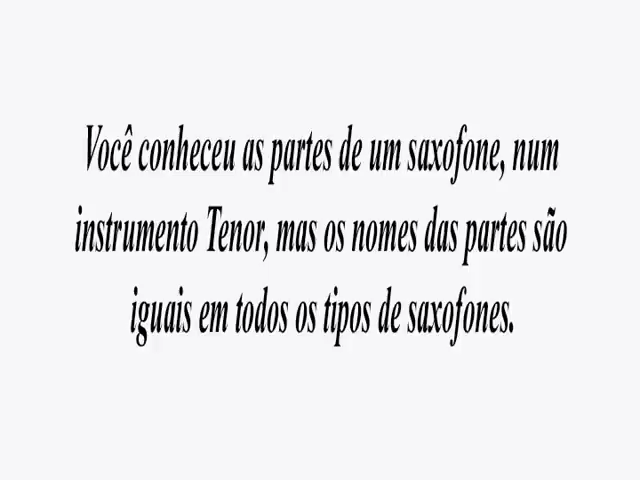 Você conheceu as partes de um saxofone, num
instrumento Tenor, mas os nomes das partes são
iguais em todos os tipos de saxofones.